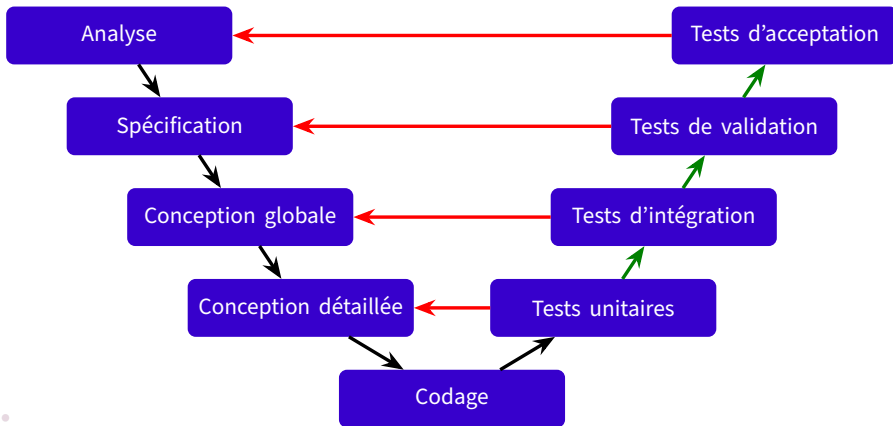 Analyse
Tests d’acceptation
Spécification
Tests de validation
Conception globale
Tests d’intégration
Conception détaillée
Tests unitaires
Codage